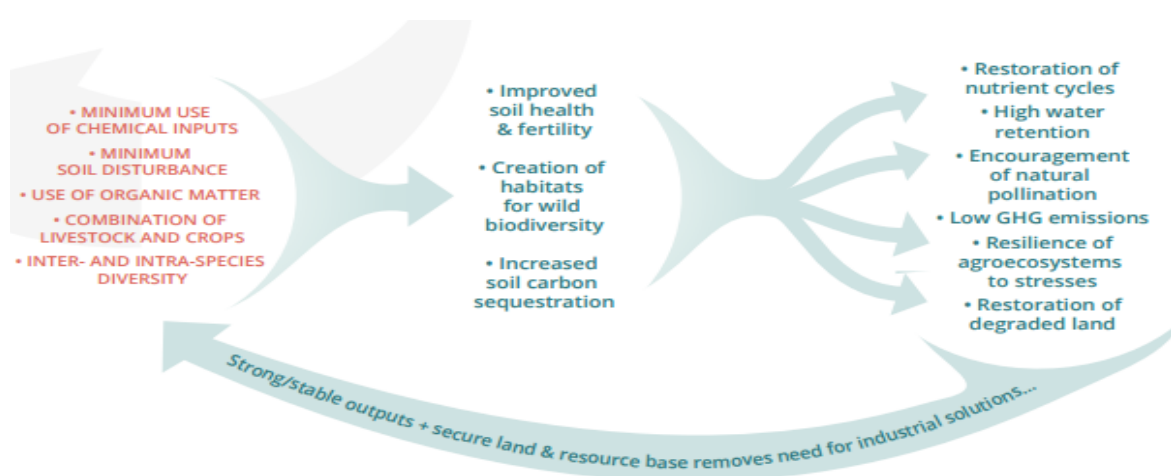 • MINIMUM USE
OF CHEMICAL INPUTS
• MINIMUM
SOIL DISTURBANCE
• USE OF ORGANIC MATTER
• COMBINATION OF
LIVESTOCK AND CROPS
• INTER- AND INTRA-SPECIES
DIVERSITY
• Improved
soil health
& fertility
• Creation of
habitats
for wild
biodiversity
• Increased
soil carbon
sequestration
• Restoration of
nutrient cycles
• High water
retention
• Encouragement
of natural
pollination
• Low GHG emissions
• Resilience of
agroecosystems
to stresses
• Restoration of
degraded land
Strong/stable outputs + secure land & resource base removes need for industrial solutions...